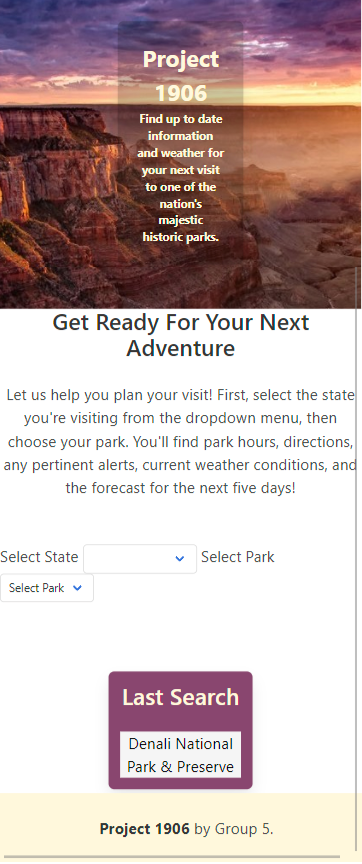 Project
1906
Find up to date
information
and weather for
your next visit
to one of the
nation's
majestic
historic parks.
Get Ready For Your Next
Adventure
Let us help you plan your visit! First, select the state
you're visiting from the dropdown menu, then
choose your park. You'll find park hours, directions,
any pertinent alerts, current weather conditions, and
the forecast for the next five days!
Select State Select Park
Select Park
Last Search
Denali National
Park & Preserve
Project 1906 by Group 5.